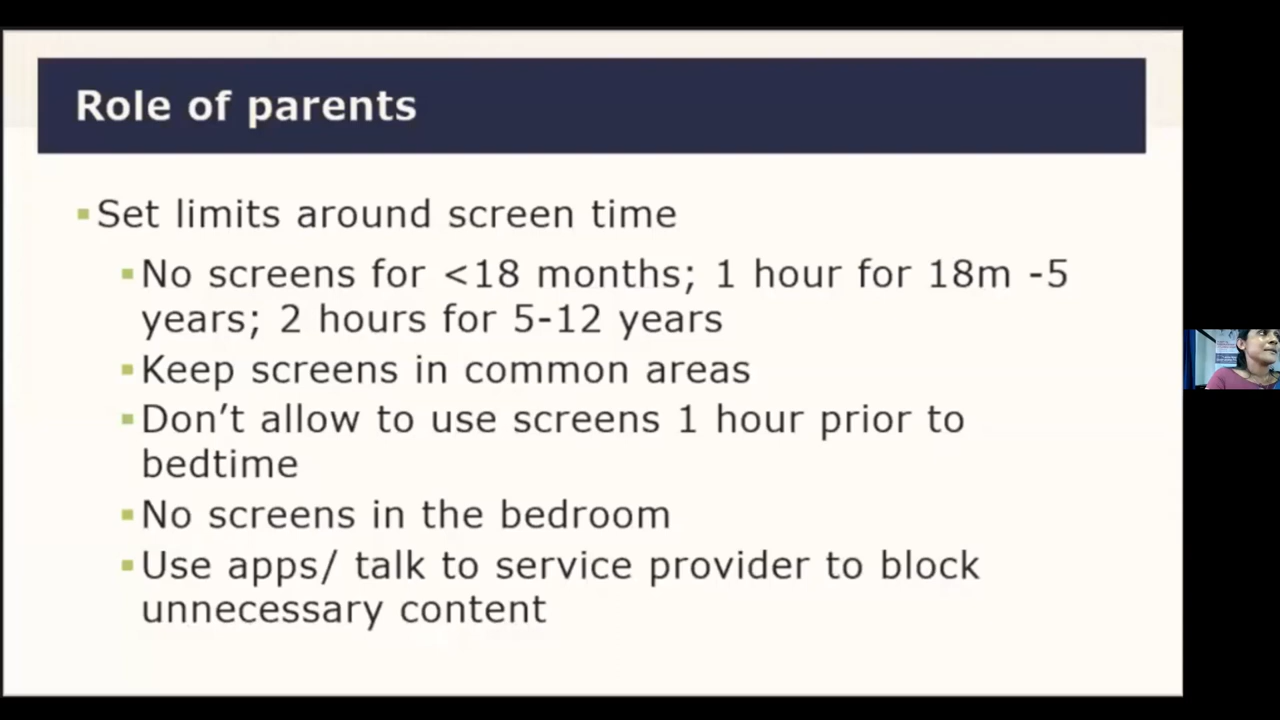 Role of parents
Set limits around screen time
No screens for <18 months; 1 hour for 18m -5
years; 2 hours for 5-12 years
Keep screens in common areas
Don’t allow to use screens 1 hour prior to
bedtime
No screens in the bedroom
Use apps/ talk to service provider to block
unnecessary content